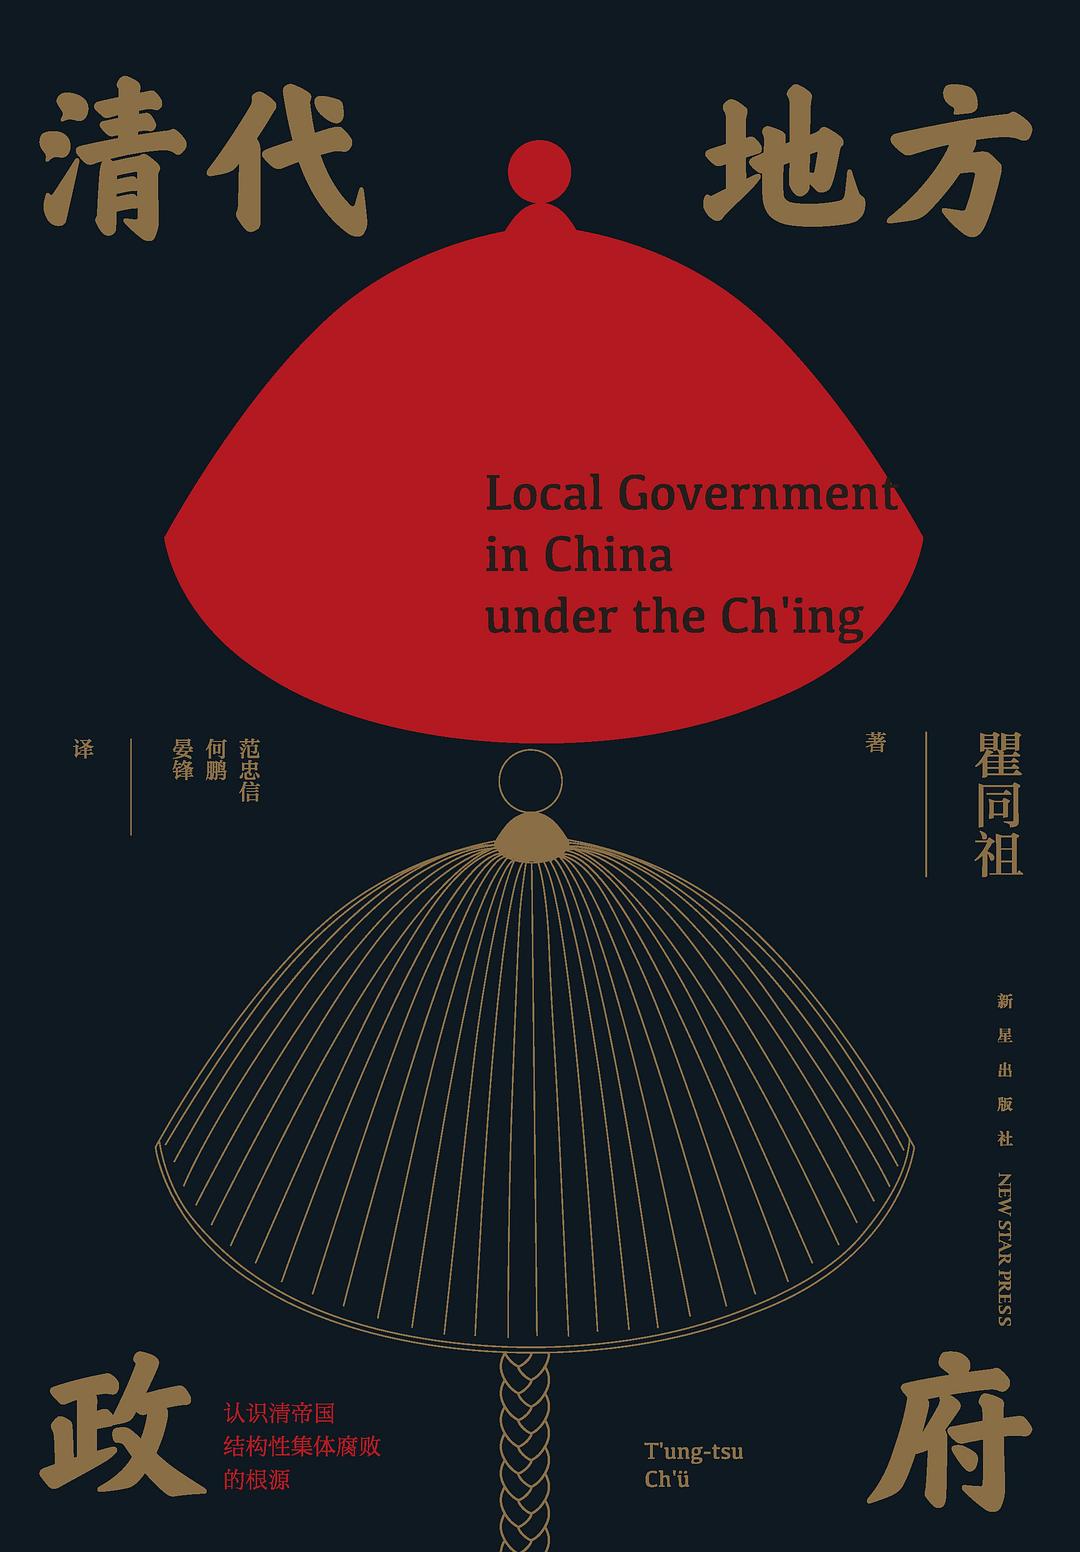 清代 地方
Local Government
in China
under the Ch'ing
瞿同祖
著
范忠信
何鹏
晏锋
译
新星出版社 NEW STAR PRESS
政 府
认识清帝国
结构性集体腐败
的根源
T'ung-tsu
Ch'ü